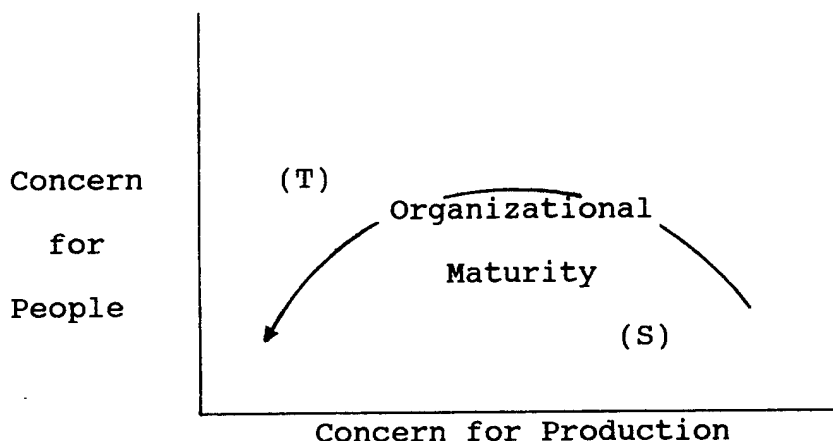 Concern
for
People
(T)
Organizational
Maturity
(S)
Concern for Production